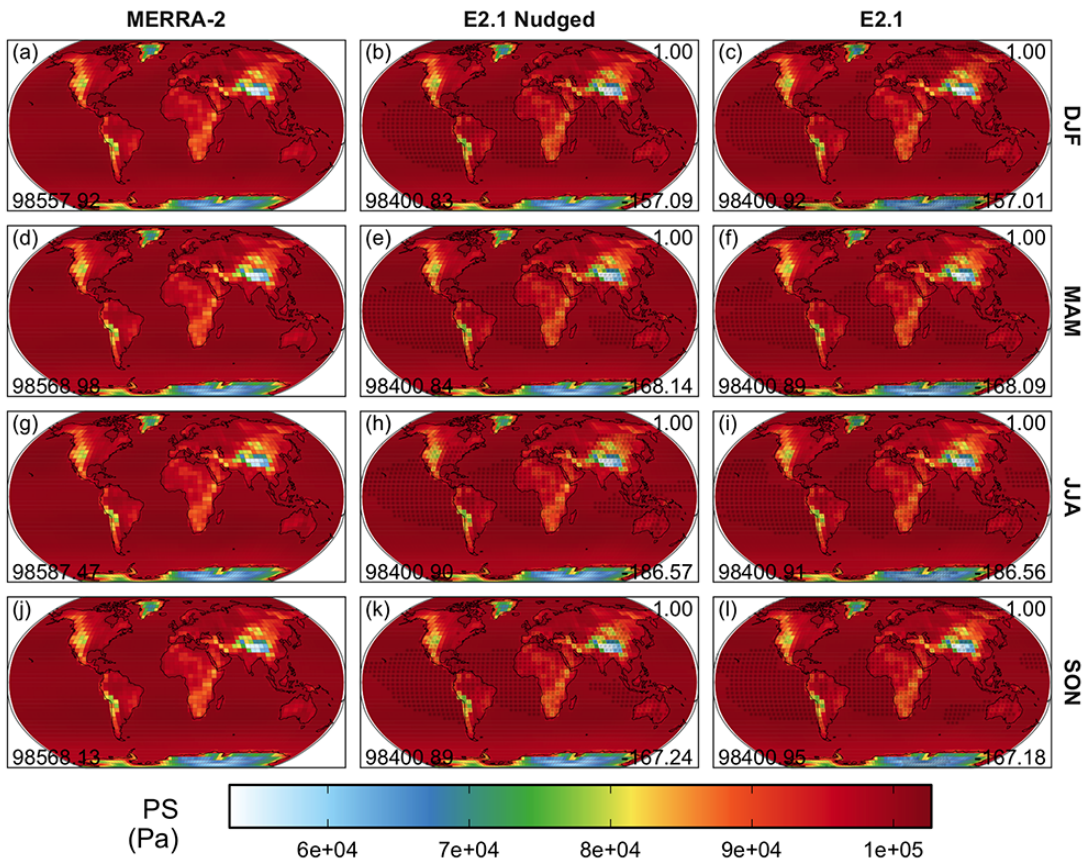 MERRA-2 E2.1 Nudged E2.1
(a) (b) 1.00 (c) 1.00
DJF
98557.92 98400.83 -157.09 98400.92 -157.01
(d) (e) 1.00 (f) 1.00
MAM
98568.98 98400.84 -168.14 98400.89 -168.09
(g) (h) 1.00 (i) 1.00
JJA
98587.47 98400.90 -186.57 98400.91 -186.56
(j) (k) 1.00 (l) 1.00
SON
98568.13 98400.89 -167.24 98400.95 -167.18
PS
(Pa)
6e+04 7e+04 8e+04 9e+04 1e+05